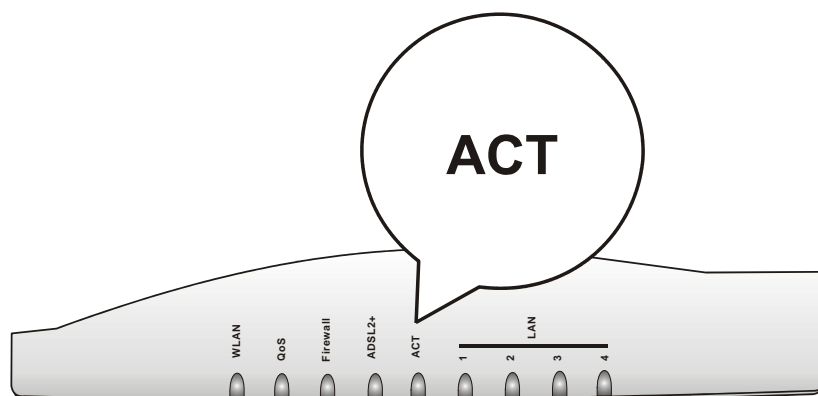 ACT
WLAN
QoS
Firewall
ADSL2+
ACT
LAN
1
2
3
4